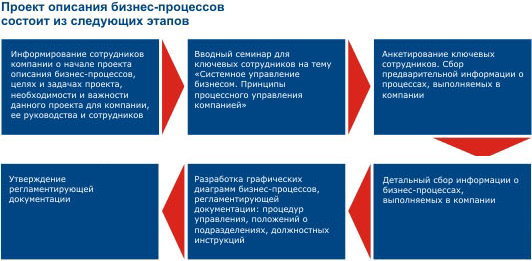 Проект описания бизнес-процессов
состоит из следующих этапов
Информирование сотрудников
компании о начале проекта
описания бизнес-процессов,
целях и задачах проекта,
необходимости и важности
данного проекта для компании,
ее руководства и сотрудников
Вводный семинар для
ключевых сотрудников на тему
«Системное управление
бизнесом. Принципы
процессного управления
компанией»
Анкетирование ключевых
сотрудников. Сбор
предварительной информации о
процессах, выполняемых в
компании
Детальный сбор информации о
бизнес-процессах,
выполняемых в компании
Разработка графических
диаграмм бизнес-процессов,
регламентирующей
документации: процедур
управления, положений о
подразделениях, должностных
инструкций
Утверждение
регламентирующей
документации